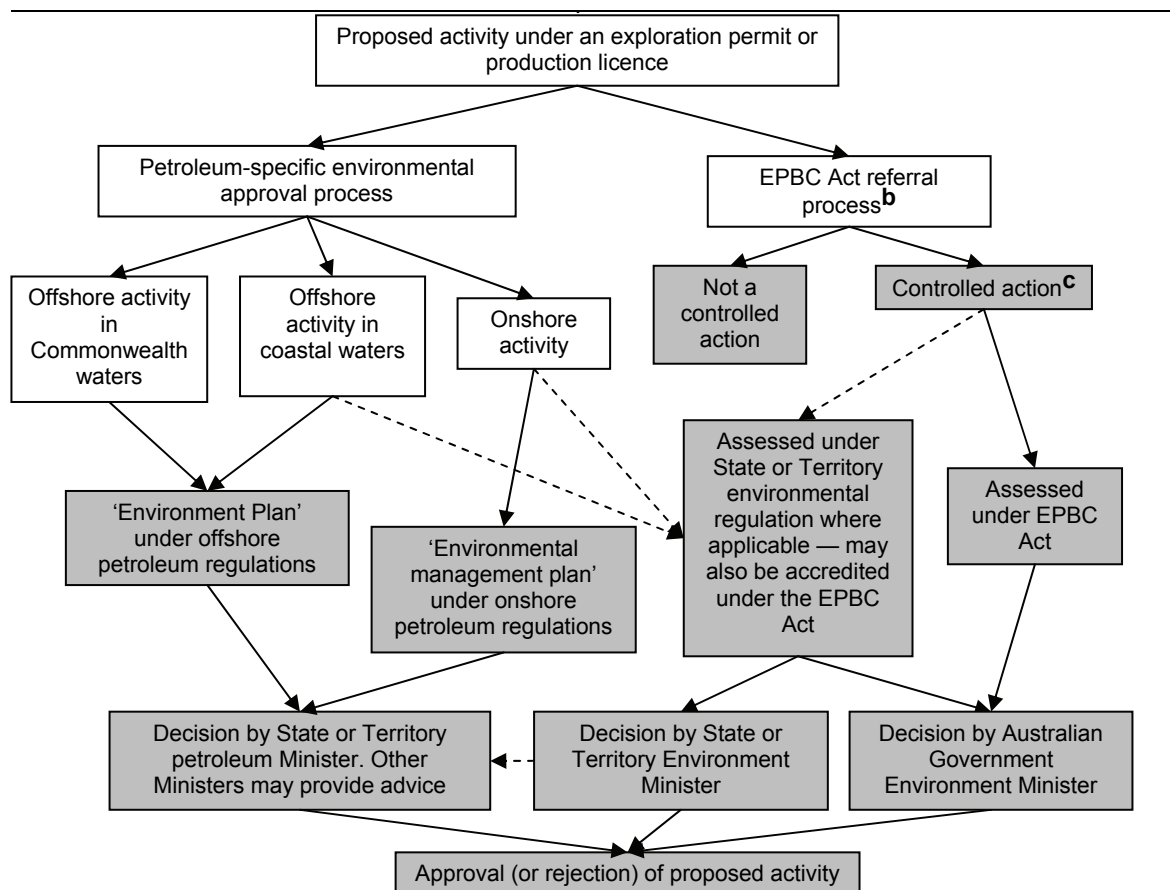 Proposed activity under an exploration permit or
production licence
Petroleum-specific environmental
approval process
EPBC Act referral
process b
Offshore activity
in
Commonwealth
waters
Offshore
activity in
coastal waters
Onshore
activity
Not a
controlled
action
Controlled action c
‘Environment Plan’
under offshore
petroleum regulations
‘Environmental
management plan’
under onshore
petroleum regulations
Assessed under
State or Territory
environmental
regulation where
applicable — may
also be accredited
under the EPBC
Act
Assessed
under EPBC
Act
Decision by State or Territory
petroleum Minister. Other
Ministers may provide advice
Decision by State or
Territory Environment
Minister
Decision by Australian
Government
Environment Minister
Approval (or rejection) of proposed activity